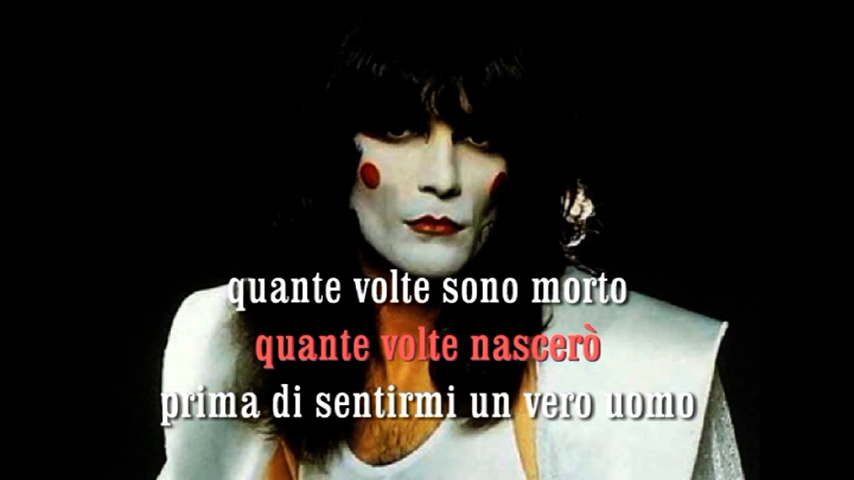 quante volte sono morto
quante volte nascerò
prima di sentirmi un vero uomo